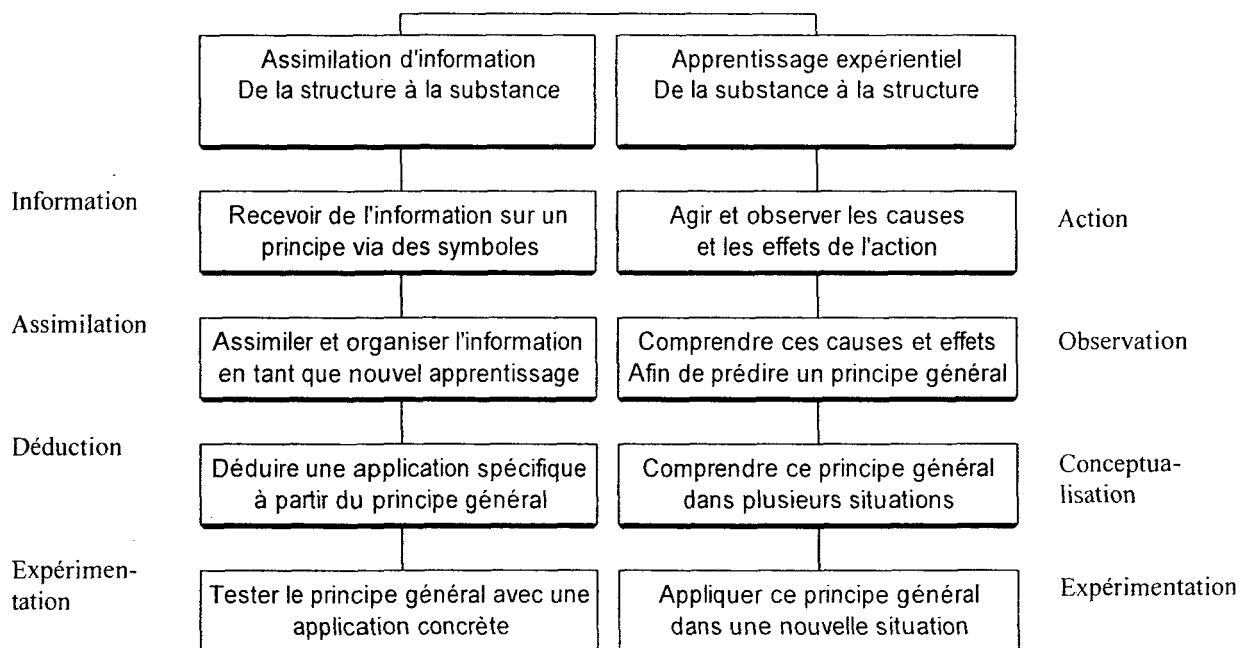 Assimilation d'information
De la structure à la substance
Apprentissage expérientiel
De la substance à la structure
Information
Recevoir de l'information sur un
principe via des symboles
Agir et observer les causes
et les effets de l'action
Action
Assimilation
Assimiler et organiser l'information
en tant que nouvel apprentissage
Comprendre ces causes et effets
Afin de prédire un principe général
Observation
Déduction
Déduire une application spécifique
à partir du principe général
Comprendre ce principe général
dans plusieurs situations
Conceptua-
lisation
Expérimen-
tation
Tester le principe général avec une
application concrète
Appliquer ce principe général
dans une nouvelle situation
Expérimentation